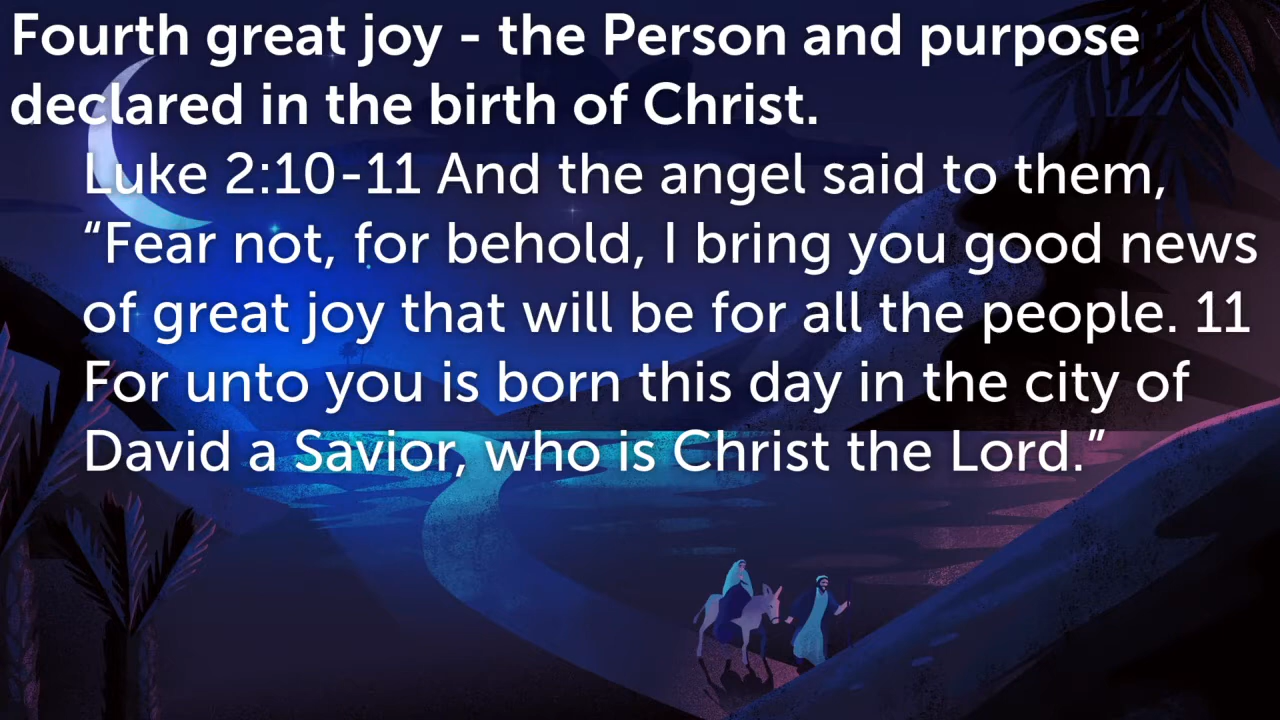 Fourth great joy - the Person and purpose
declared in the birth of Christ.
Luke 2:10-11 And the angel said to them,
“Fear not, for behold, I bring you good news
of great joy that will be for all the people. 11
For unto you is born this day in the city of
David a Savior, who is Christ the Lord.”